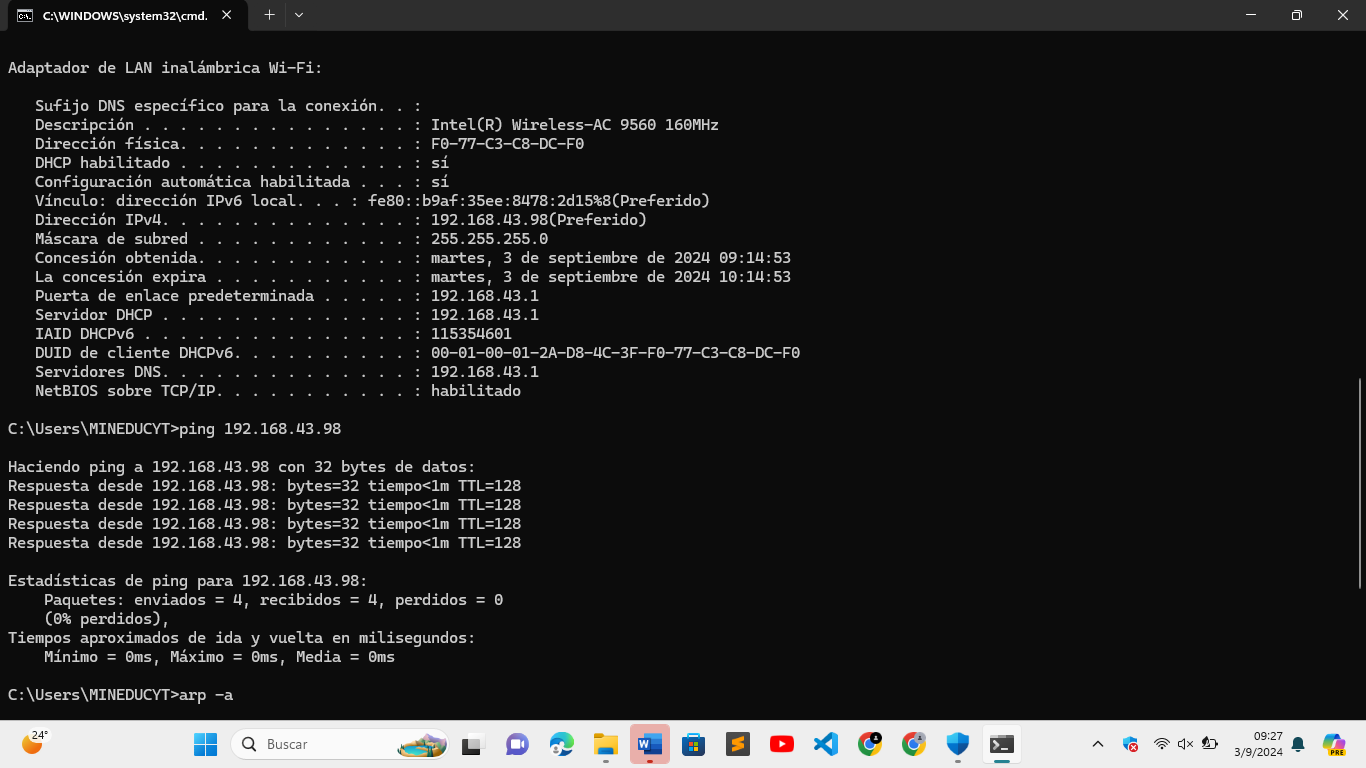 C:\WINDOWS\system32\cmd.
Adaptador de LAN inalámbrica Wi-Fi:
Sufijo DNS específico para la conexión. . :
Descripción . . . . . . . . . . . . . . . : Intel(R) Wireless-AC 9560 160MHz
Dirección física. . . . . . . . . . . . . : F0-77-C3-C8-DC-F0
DHCP habilitado . . . . . . . . . . . . . : sí
Configuración automática habilitada . . . : sí
Vínculo: dirección IPv6 local. . . : fe80::b9af:35ee:8478:2d15%8(Preferido)
Dirección IPv4. . . . . . . . . . . . . . : 192.168.43.98(Preferido)
Máscara de subred . . . . . . . . . . . . : 255.255.255.0
Concesión obtenida. . . . . . . . . . . . : martes, 3 de septiembre de 2024 09:14:53
La concesión expira . . . . . . . . . . . : martes, 3 de septiembre de 2024 10:14:53
Puerta de enlace predeterminada . . . . . : 192.168.43.1
Servidor DHCP . . . . . . . . . . . . . . : 192.168.43.1
IAID DHCPv6 . . . . . . . . . . . . . . . : 115354601
DUID de cliente DHCPv6. . . . . . . . . . : 00-01-00-01-2A-D8-4C-3F-F0-77-C3-C8-DC-F0
Servidores DNS. . . . . . . . . . . . . . : 192.168.43.1
NetBIOS sobre TCP/IP. . . . . . . . . . . : habilitado
C:\Users\MINEDUCYT>ping 192.168.43.98
Haciendo ping a 192.168.43.98 con 32 bytes de datos:
Respuesta desde 192.168.43.98: bytes=32 tiempo<1m TTL=128
Respuesta desde 192.168.43.98: bytes=32 tiempo<1m TTL=128
Respuesta desde 192.168.43.98: bytes=32 tiempo<1m TTL=128
Respuesta desde 192.168.43.98: bytes=32 tiempo<1m TTL=128
Estadísticas de ping para 192.168.43.98:
Paquetes: enviados = 4, recibidos = 4, perdidos = 0
(0% perdidos),
Tiempos aproximados de ida y vuelta en milisegundos:
Mínimo = 0ms, Máximo = 0ms, Media = 0ms
C:\Users\MINEDUCYT>arp -a
24°
Buscar
09:27
3/9/2024
PRE